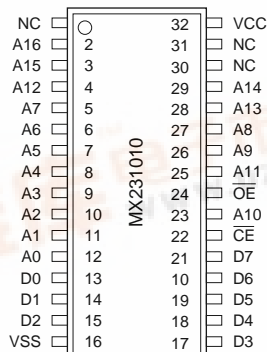 NC 32 VCC
A16 2 31 NC
A15 3 30 NC
A12 4 29 A14
A7 5 28 A13
A6 6 27 A8
A5 7 26 A9
A4 8 25 A11
A3 9 24 OE
A2 10 23 A10
A1 11 22 CE
A0 12 21 D7
D0 13 10 D6
D1 14 19 D5
D2 15 18 D4
VSS 16 17 D3
MX231010